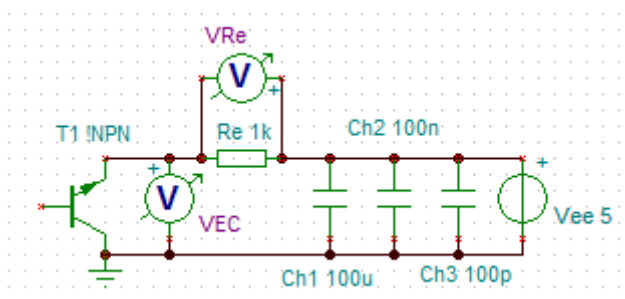 VRe
V
+
T1 !NPN
Re 1k
Ch2 100n
+
+
V
VEC
Vee 5
Ch1 100u
Ch3 100p